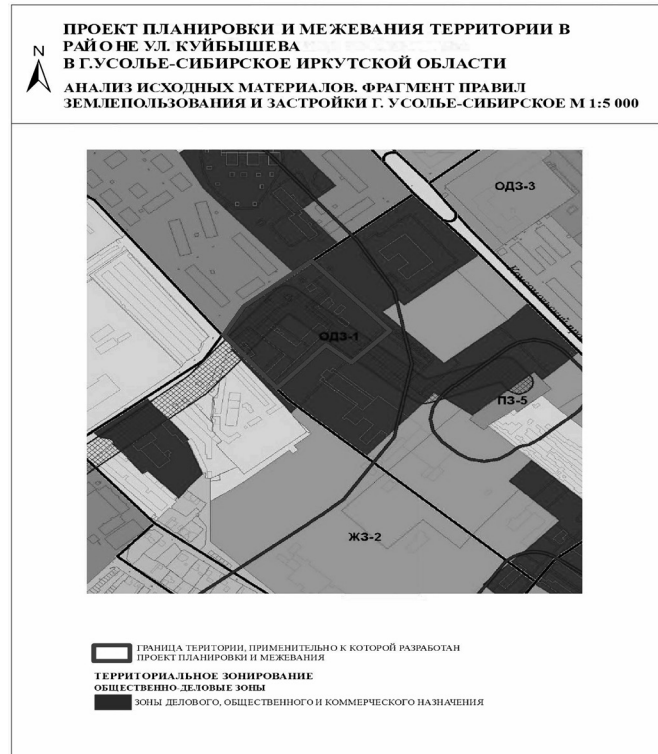 ПРОЕКТ ПЛАНИРОВКИ И МЕЖЕВАНИЯ ТЕРРИТОРИИ В
РАЙОНЕ УЛ. КУЙБЫШЕВА
В Г.УСОЛЬЕ-СИБИРСКОЕ ИРКУТСКОЙ ОБЛАСТИ
N
АНАЛИЗ ИСХОДНЫХ МАТЕРИАЛОВ. ФРАГМЕНТ ПРАВИЛ
ЗЕМЛЕПОЛЬЗОВАНИЯ И ЗАСТРОЙКИ Г. УСОЛЬЕ-СИБИРСКОЕ М 1:5 000
ОДЗ-3
ОДЗ-1
ПЗ-5
ЖЗ-2
ГРАНИЦА ТЕРИТОРИИ, ПРИМЕНИТЕЛЬНО К КОТОРОЙ РАЗРАБОТАН
ПРОЕКТ ПЛАНИРОВКИ И МЕЖЕВАНИЯ
ТЕРРИТОРИАЛЬНОЕ ЗОНИРОВАНИЕ
ОБЩЕСТВЕННО-ДЕЛОВЫЕ ЗОНЫ
ЗОНЫ ДЕЛОВОГО, ОБЩЕСТВЕННОГО И КОММЕРЧЕСКОГО НАЗНАЧЕНИЯ